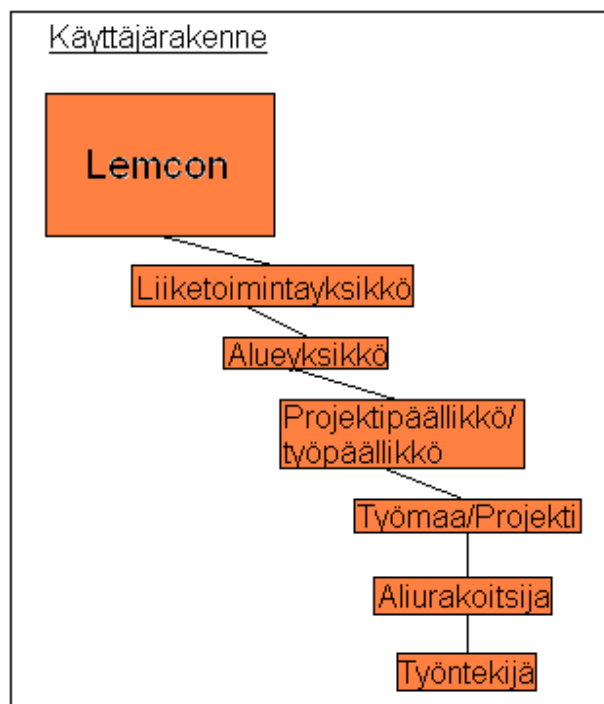 Käyttäjärakenne
Lemcon
Liiketoimintayksikkö
Alueyksikkö
Projektipäällikkö/
työpäällikkö
Työmaa/Projekti
Aliurakoitsija
Työntekijä